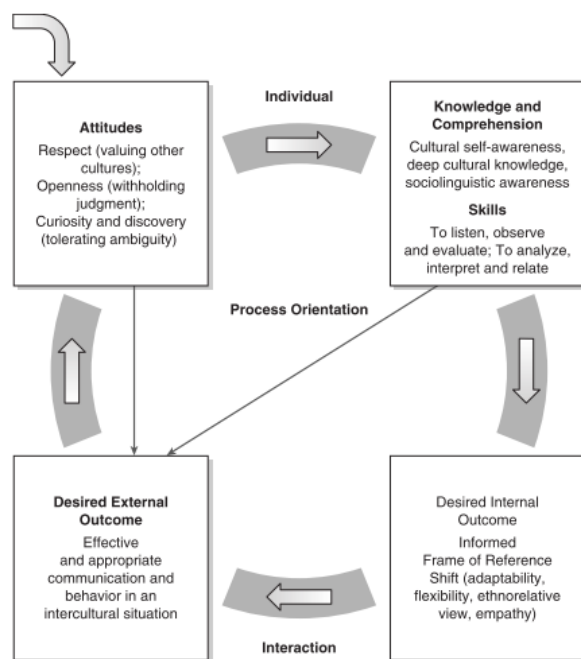 Individual
Attitudes
Respect (valuing other
cultures);
Openness (withholding
judgment);
Curiosity and discovery
(tolerating ambiguity)
Knowledge and
Comprehension
Cultural self-awareness,
deep cultural knowledge,
sociolinguistic awareness
Skills
To listen, observe
and evaluate; To analyze,
interpret and relate
Process Orientation
Desired External
Outcome
Effective
and appropriate
communication and
behavior in an
intercultural situation
Desired Internal
Outcome
Informed
Frame of Reference
Shift (adaptability,
flexibility, ethnorelative
view, empathy)
Interaction